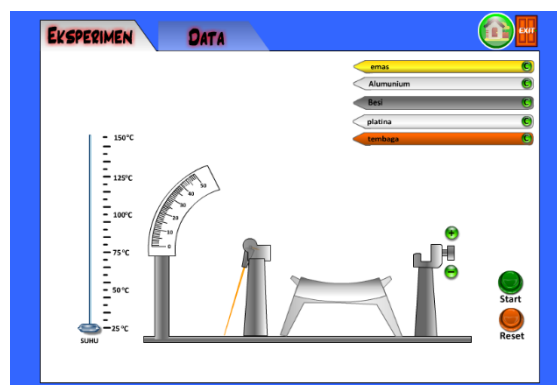 EKSPERIMEN
DATA
EXIT
emas
Alumunium
Besi
platina
tembaga
150°C
125°C
100°C
75°C
50°C
25°C
SUHU
50
40
30
20
10
0
Start
Reset